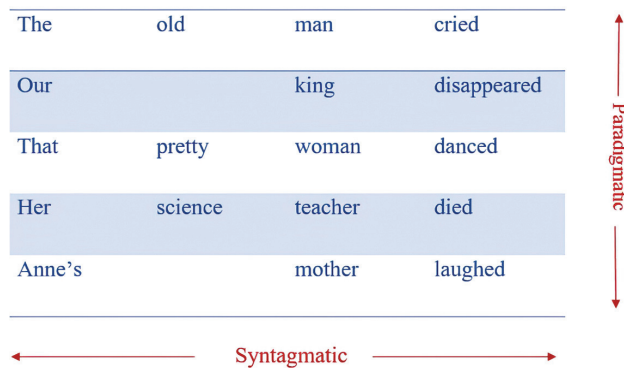 The old man cried
Our king disappeared
That pretty woman danced
Her science teacher died
Anne's mother laughed
Paradigmatic
Syntagmatic